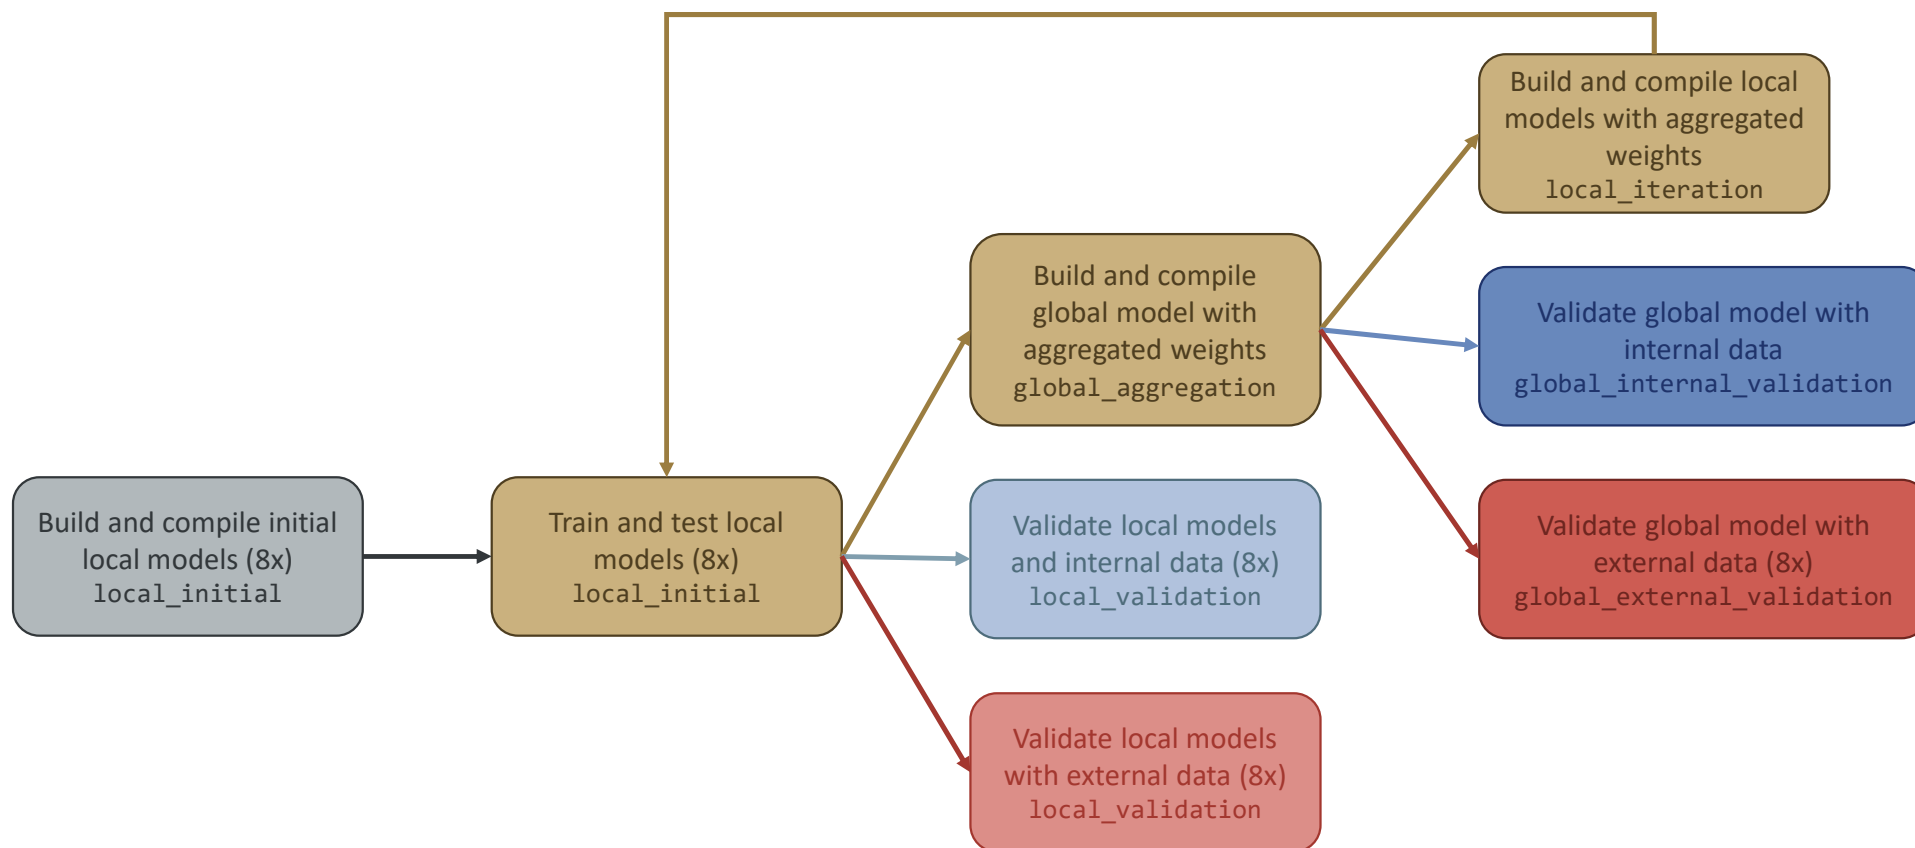 Build and compile local
models with aggregated
weights
local_iteration
Build and compile
global model with
aggregated weights
global_aggregation
Validate global model with
internal data
global_internal_validation
Build and compile initial
local models (8x)
local_initial
Train and test local
models (8x)
local_initial
Validate local models
and internal data (8x)
local_validation
Validate global model with
external data (8x)
global_external_validation
Validate local models
with external data (8x)
local_validation